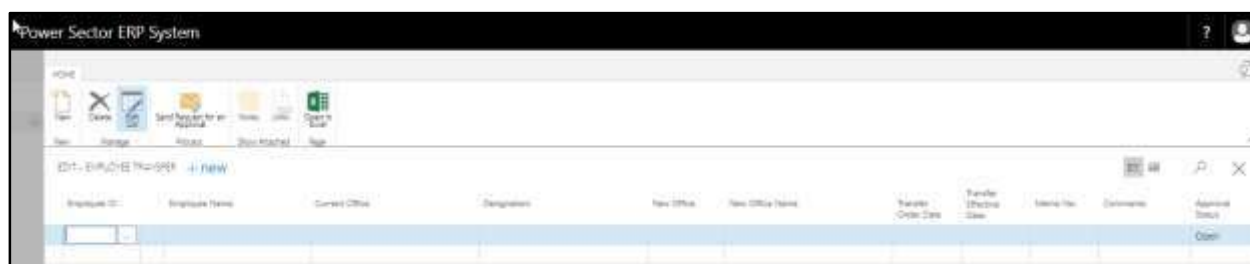 Power Sector ERP System ?
HOME
New Delete Edit List Send Request for an Approval Notes Links Open in Excel
New Manage Process Show Attached Page
EDIT - EMPLOYEE TRANSFER + new
Employee ID Employee Name Current Office Designation New Office New Office Name Transfer Order Date Transfer Effective Date Memo No. Comments Approval Status
... Open